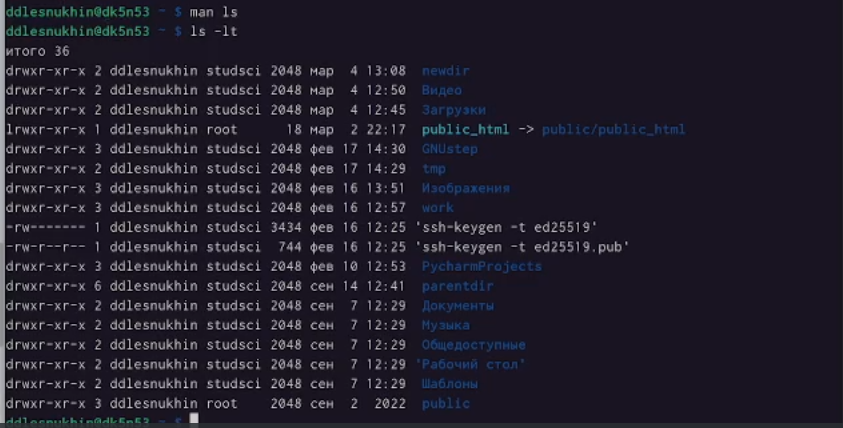 ddlesnukhin@dk5n53 ~ $ man ls
ddlesnukhin@dk5n53 ~ $ ls -lt
итого 36
drwxr-xr-x 2 ddlesnukhin studsci 2048 мар  4 13:08  newdir
drwxr-xr-x 2 ddlesnukhin studsci 2048 мар  4 12:50  Видео
drwxr-xr-x 2 ddlesnukhin studsci 2048 мар  4 12:45  Загрузки
lrwxr-xr-x 1 ddlesnukhin root      18 мар  2 22:17  public_html -> public/public_html
drwxr-xr-x 3 ddlesnukhin studsci 2048 фев 17 14:30  GNUstep
drwxr-xr-x 2 ddlesnukhin studsci 2048 фев 17 14:29  tmp
drwxr-xr-x 3 ddlesnukhin studsci 2048 фев 16 13:51  Изображения
drwxr-xr-x 3 ddlesnukhin studsci 2048 фев 16 12:57  work
-rw------- 1 ddlesnukhin studsci 3434 фев 16 12:25 'ssh-keygen -t ed25519'
-rw-r--r-- 1 ddlesnukhin studsci  744 фев 16 12:25 'ssh-keygen -t ed25519.pub'
drwxr-xr-x 3 ddlesnukhin studsci 2048 фев 10 12:53  PycharmProjects
drwxr-xr-x 6 ddlesnukhin studsci 2048 сен 14 12:41  parentdir
drwxr-xr-x 2 ddlesnukhin studsci 2048 сен  7 12:29  Документы
drwxr-xr-x 2 ddlesnukhin studsci 2048 сен  7 12:29  Музыка
drwxr-xr-x 2 ddlesnukhin studsci 2048 сен  7 12:29  Общедоступные
drwxr-xr-x 2 ddlesnukhin studsci 2048 сен  7 12:29 'Рабочий стол'
drwxr-xr-x 2 ddlesnukhin studsci 2048 сен  7 12:29  Шаблоны
drwxr-xr-x 3 ddlesnukhin root    2048 сен  2  2022  public
ddlesnukhin@dk5n53 ~ $